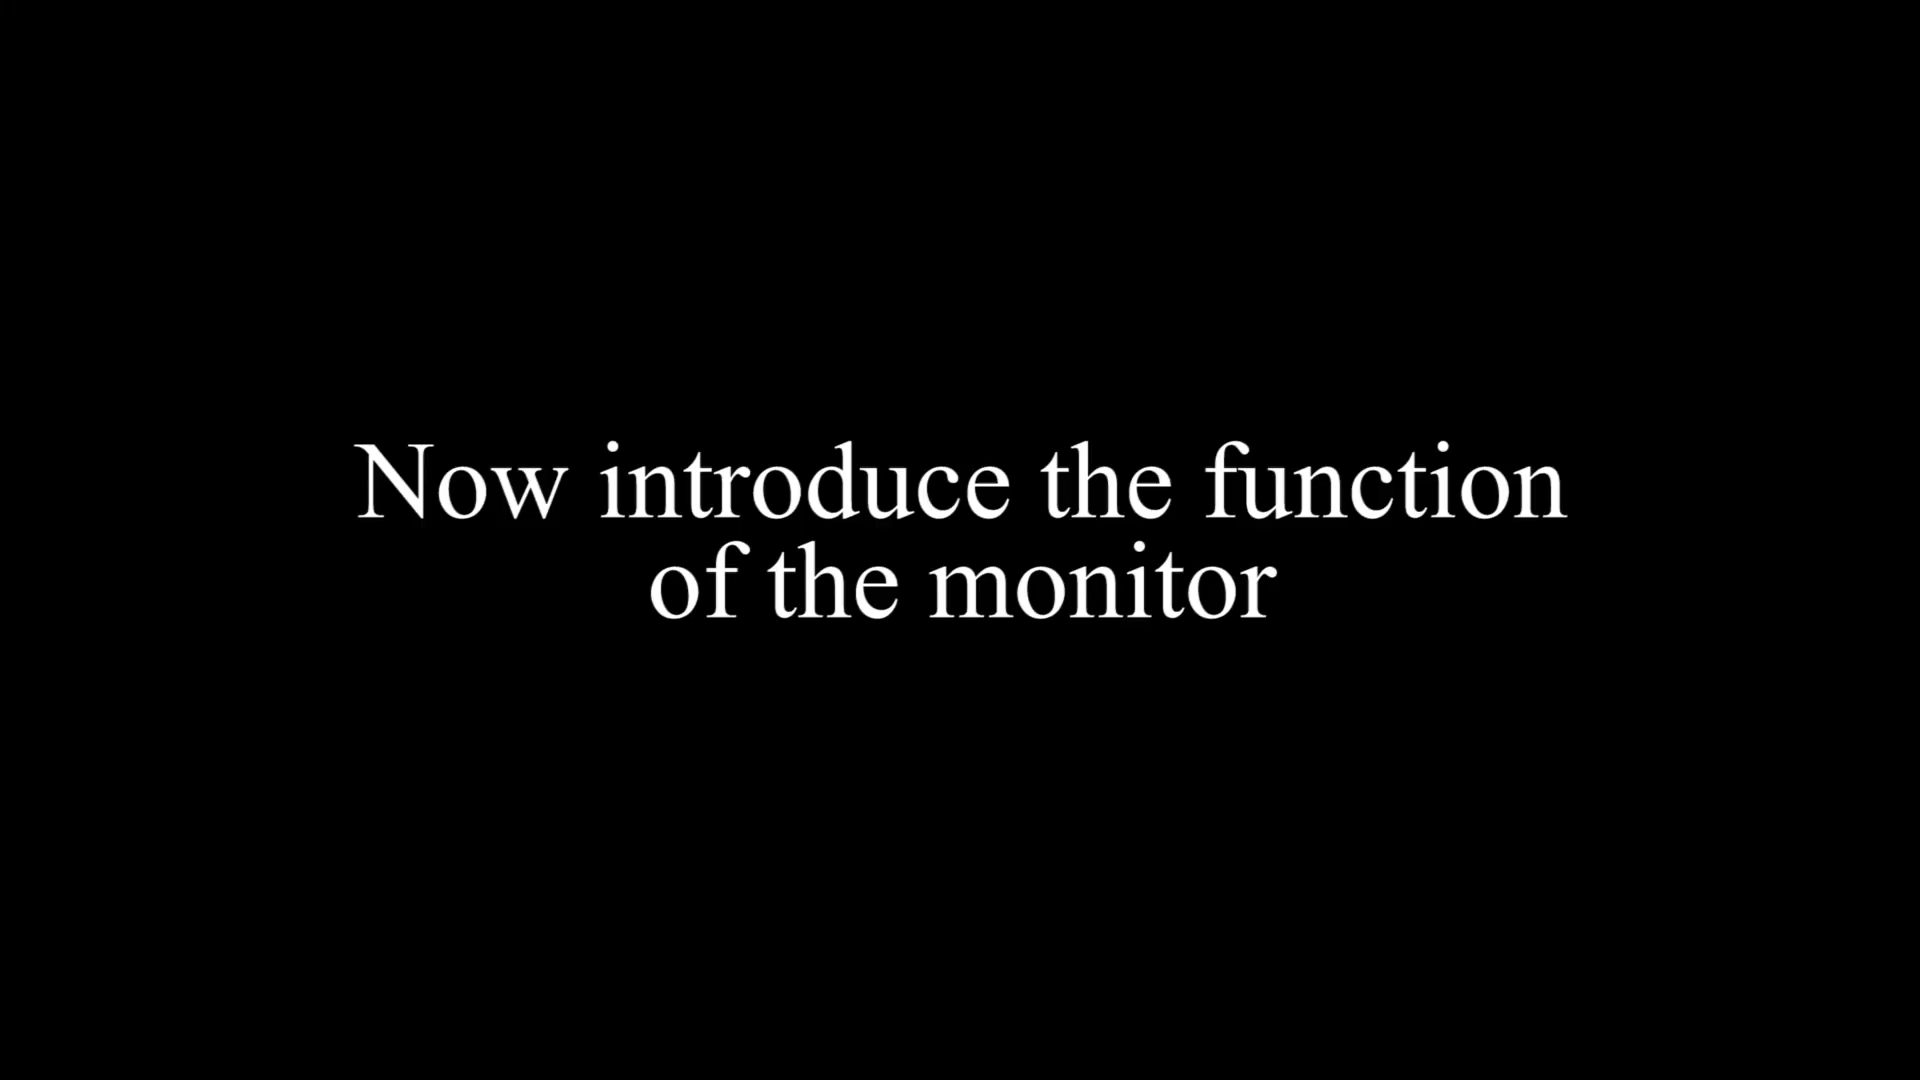 Now introduce the function
of the monitor